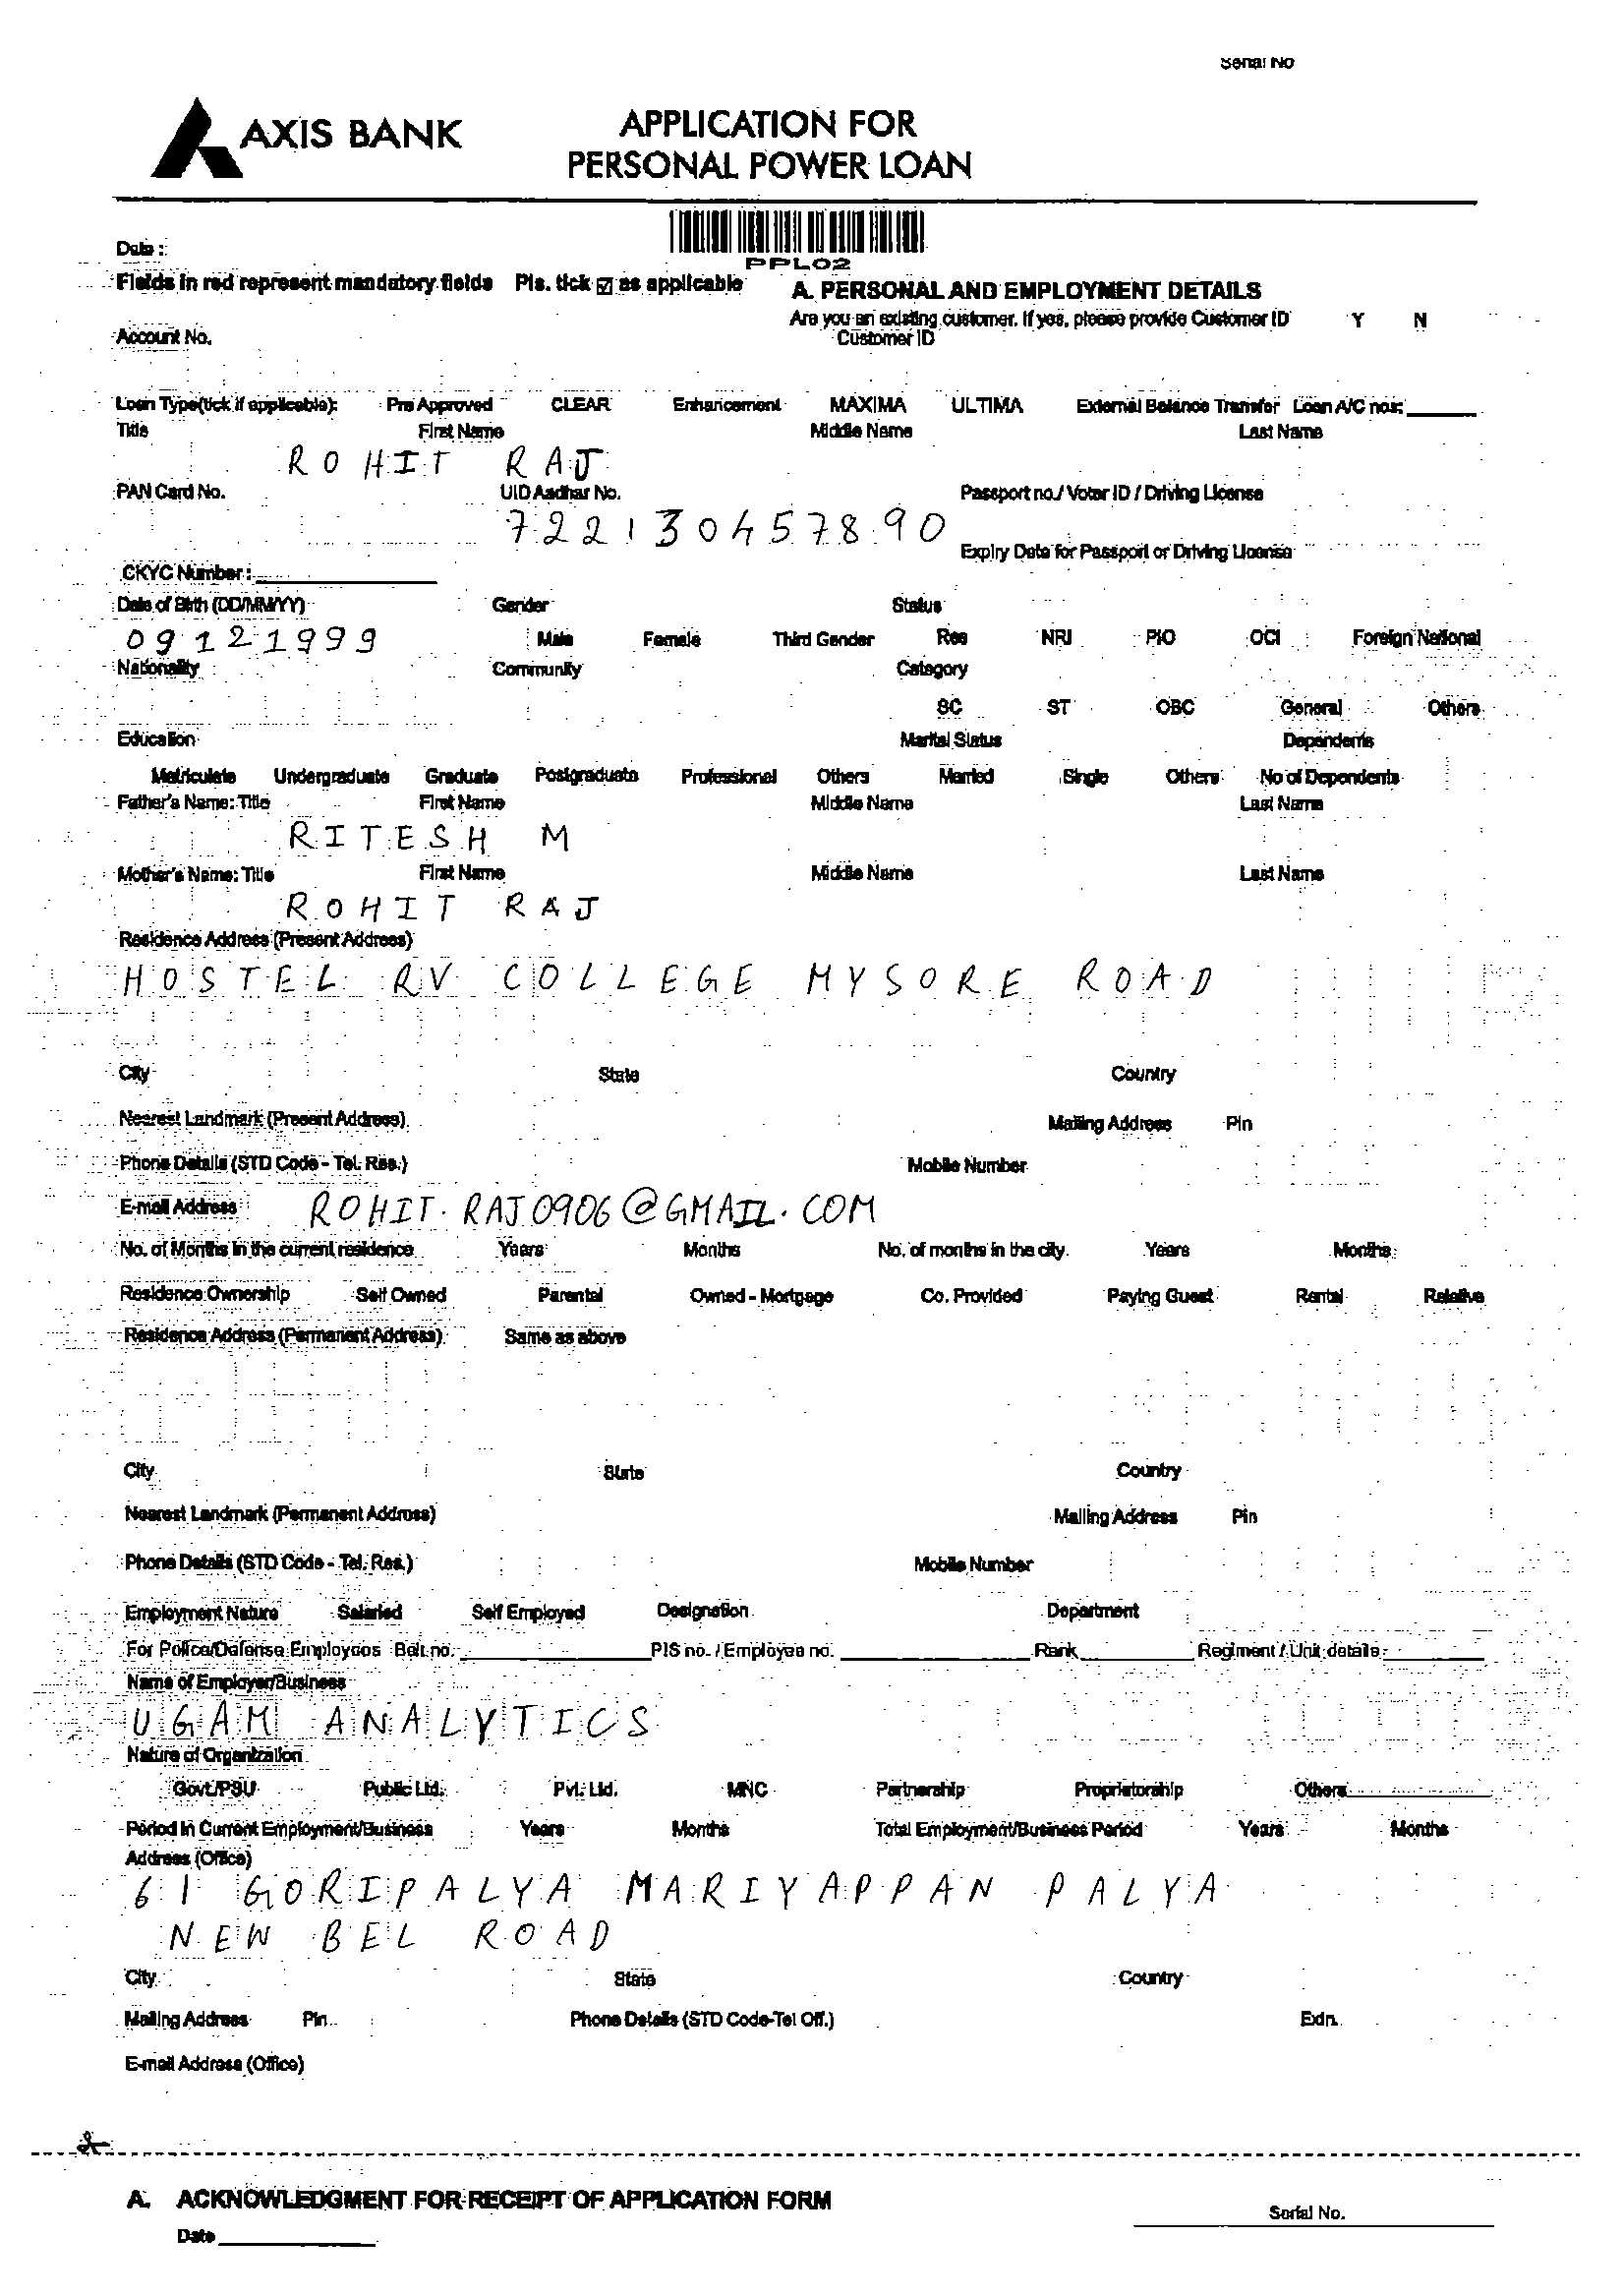 Serial No
AXIS BANK
APPLICATION FOR
PERSONAL POWER LOAN
PPL02
Date :
Fields in red represent mandatory fields Pls. tick ☑ as applicable
A. PERSONAL AND EMPLOYMENT DETAILS
Are you an existing customer. If yes, please provide Customer ID Y N
Account No. Customer ID
Loan Type(tick if applicable): Pre Approved CLEAR Enhancement MAXIMA ULTIMA External Balance Transfer Loan A/C nos:
Title First Name Middle Name Last Name
ROHIT RAJ
PAN Card No. UID Aadhar No. Passport no./ Voter ID / Driving License
722130457890
Expiry Date for Passport or Driving License
CKYC Number :
Date of Birth (DD/MM/YY) Gender Status
09121999 Male Female Third Gender Res NRI PIO OCI Foreign National
Nationality Community Category
SC ST OBC General Others
Education Marital Status Dependents
Matriculate Undergraduate Graduate Postgraduate Professional Others Married Single Others No of Dependents
Father's Name: Title First Name Middle Name Last Name
RITESH M
Mother's Name: Title First Name Middle Name Last Name
ROHIT RAJ
Residence Address (Present Address)
HOSTEL RV COLLEGE MYSORE ROAD
City State Country
Nearest Landmark (Present Address) Mailing Address Pin
Phone Details (STD Code - Tel. Res.) Mobile Number
E-mail Address ROHIT.RAJ0906@GMAIL.COM
No. of Months in the current residence Years Months No. of months in the city. Years Months
Residence Ownership Self Owned Parental Owned - Mortgage Co. Provided Paying Guest Rental Relative
Residence Address (Permanent Address) Same as above
City State Country
Nearest Landmark (Permanent Address) Mailing Address Pin
Phone Details (STD Code - Tel. Res.) Mobile Number
Employment Nature Salaried Self Employed Designation Department
For Police/Defense Employees Belt no. PIS no. / Employee no. Rank Regiment / Unit details
Name of Employer/Business
UGAM ANALYTICS
Nature of Organization
Govt./PSU Public Ltd. Pvt. Ltd. MNC Partnership Proprietorship Others
Period in Current Employment/Business Years Months Total Employment/Business Period Years Months
Address (Office)
61 GORIPALYA MARIYAPPAN PALYA
NEW BEL ROAD
City State Country
Mailing Address Pin Phone Details (STD Code-Tel Off.) Extn.
E-mail Address (Office)
A. ACKNOWLEDGMENT FOR RECEIPT OF APPLICATION FORM
Serial No.
Date